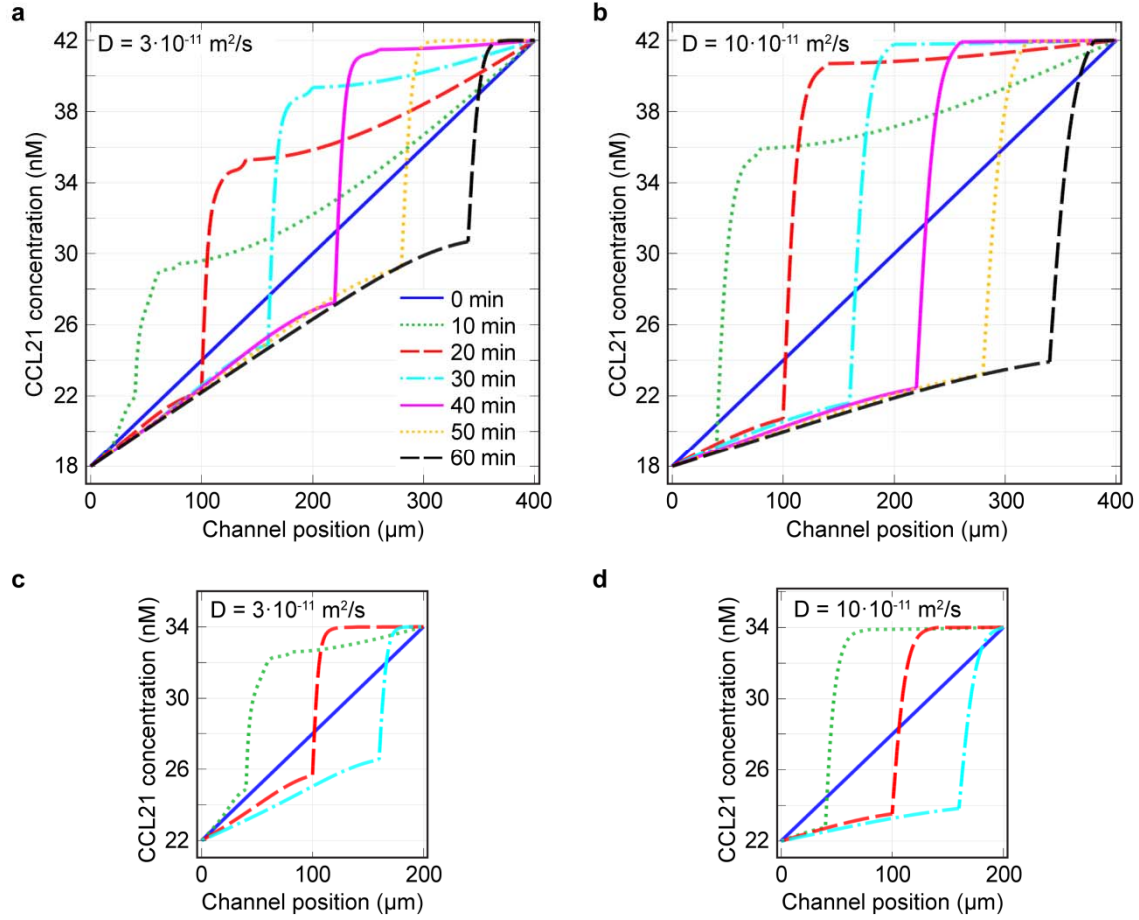 a
D = 3·10⁻¹¹ m²/s
42
38
34
30
26
22
18
CCL21 concentration (nM)
0 min
10 min
20 min
30 min
40 min
50 min
60 min
0 100 200 300 400
Channel position (µm)
b
D = 10·10⁻¹¹ m²/s
42
38
34
30
26
22
18
CCL21 concentration (nM)
0 100 200 300 400
Channel position (µm)
c
D = 3·10⁻¹¹ m²/s
34
30
26
22
CCL21 concentration (nM)
0 100 200
Channel position (µm)
d
D = 10·10⁻¹¹ m²/s
34
30
26
22
CCL21 concentration (nM)
0 100 200
Channel position (µm)